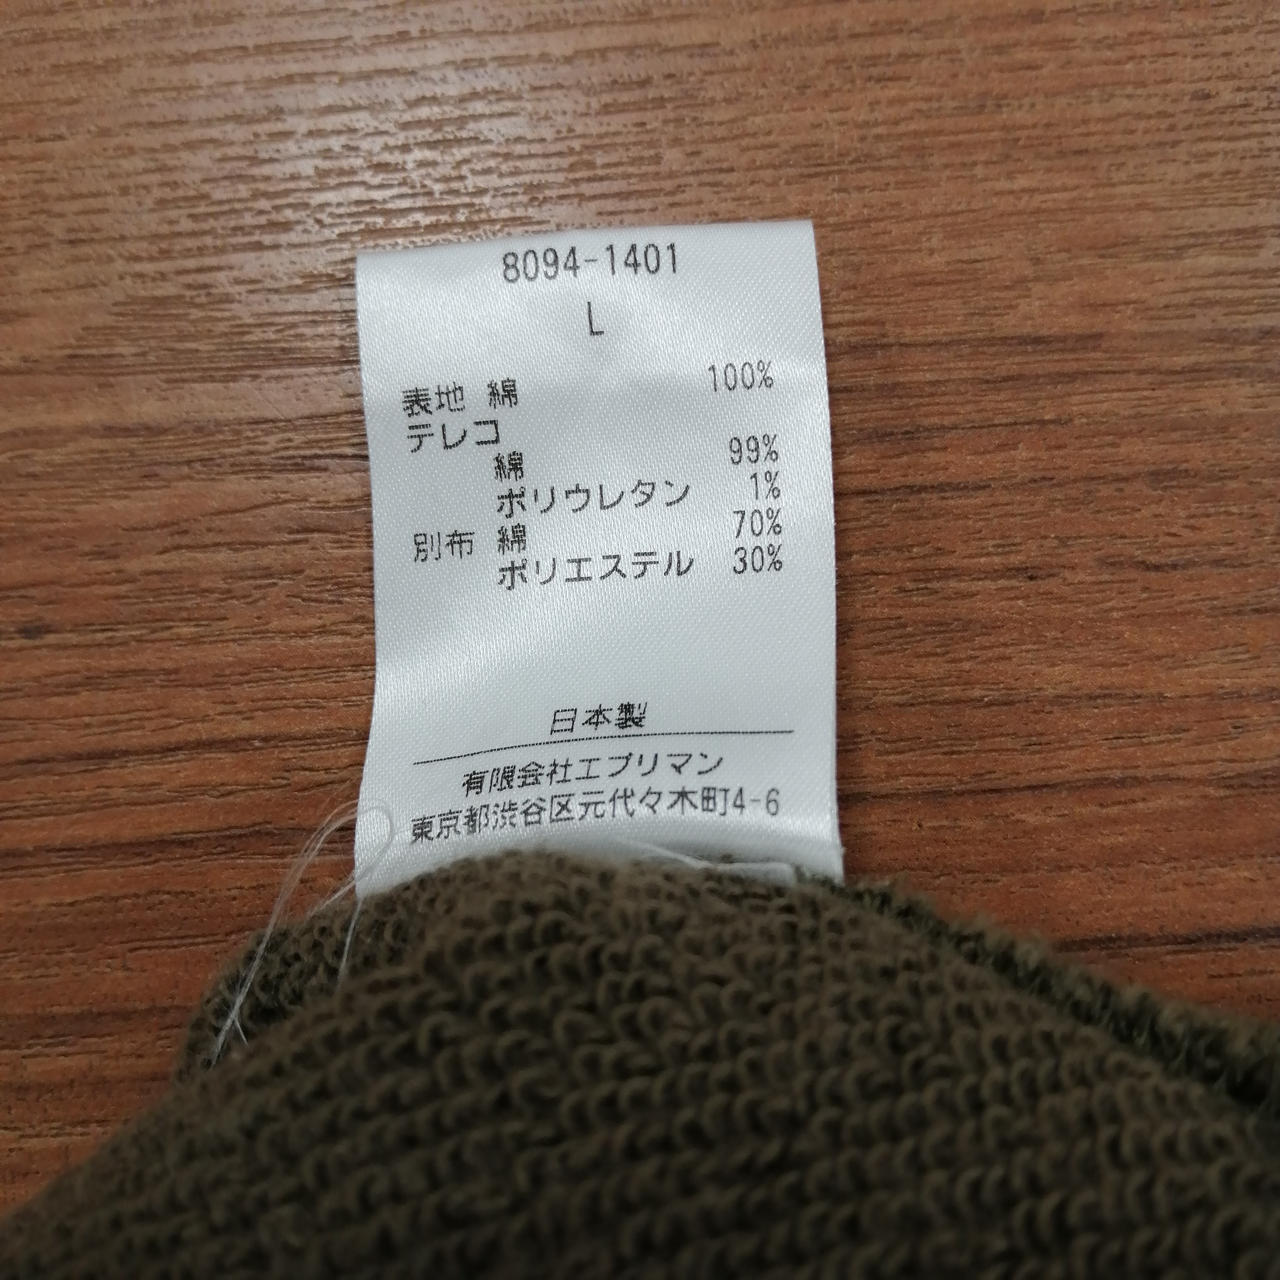 8094-1401
L
表地 綿 100%
テレコ
綿 99%
ポリウレタン 1%
別布 綿 70%
ポリエステル 30%
日本製
有限会社エブリマン
東京都渋谷区元代々木町4-6